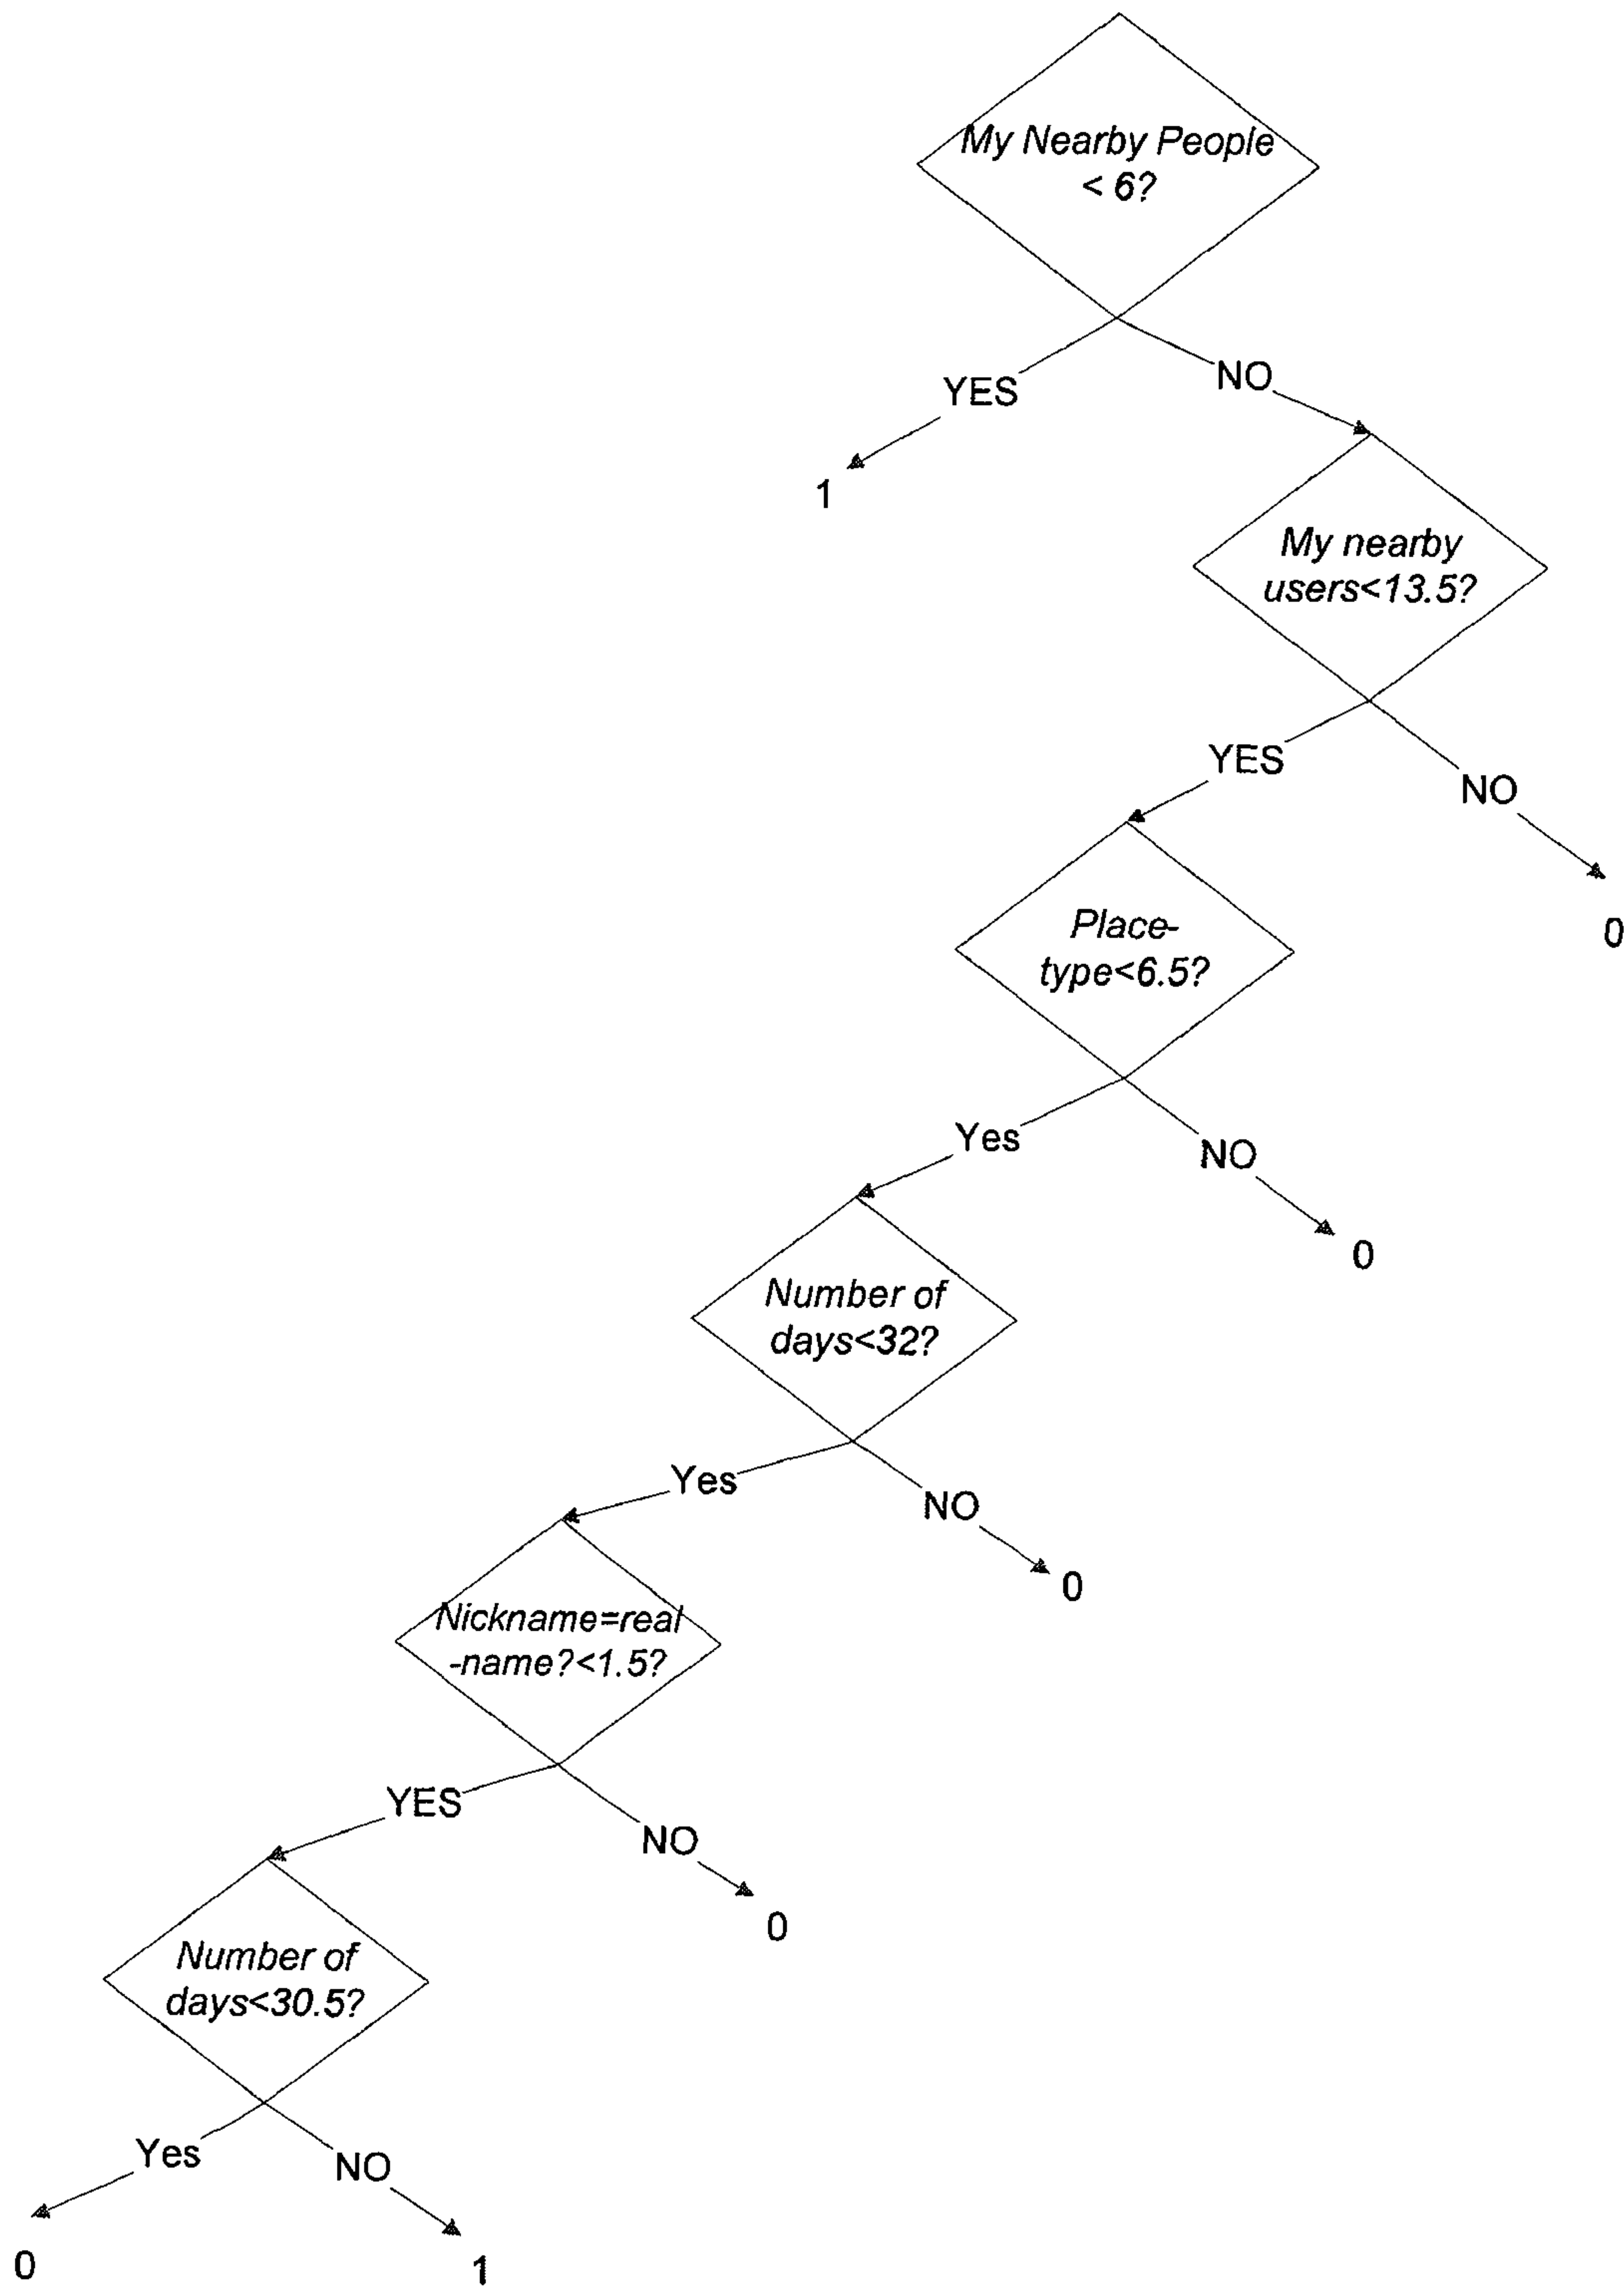 My Nearby People
< 6?
YES
NO
1
My nearby
users<13.5?
YES
NO
0
Place-
type<6.5?
Yes
NO
0
Number of
days<32?
Yes
NO
0
Nickname=real
-name?<1.5?
YES
NO
0
Number of
days<30.5?
Yes
NO
0
1